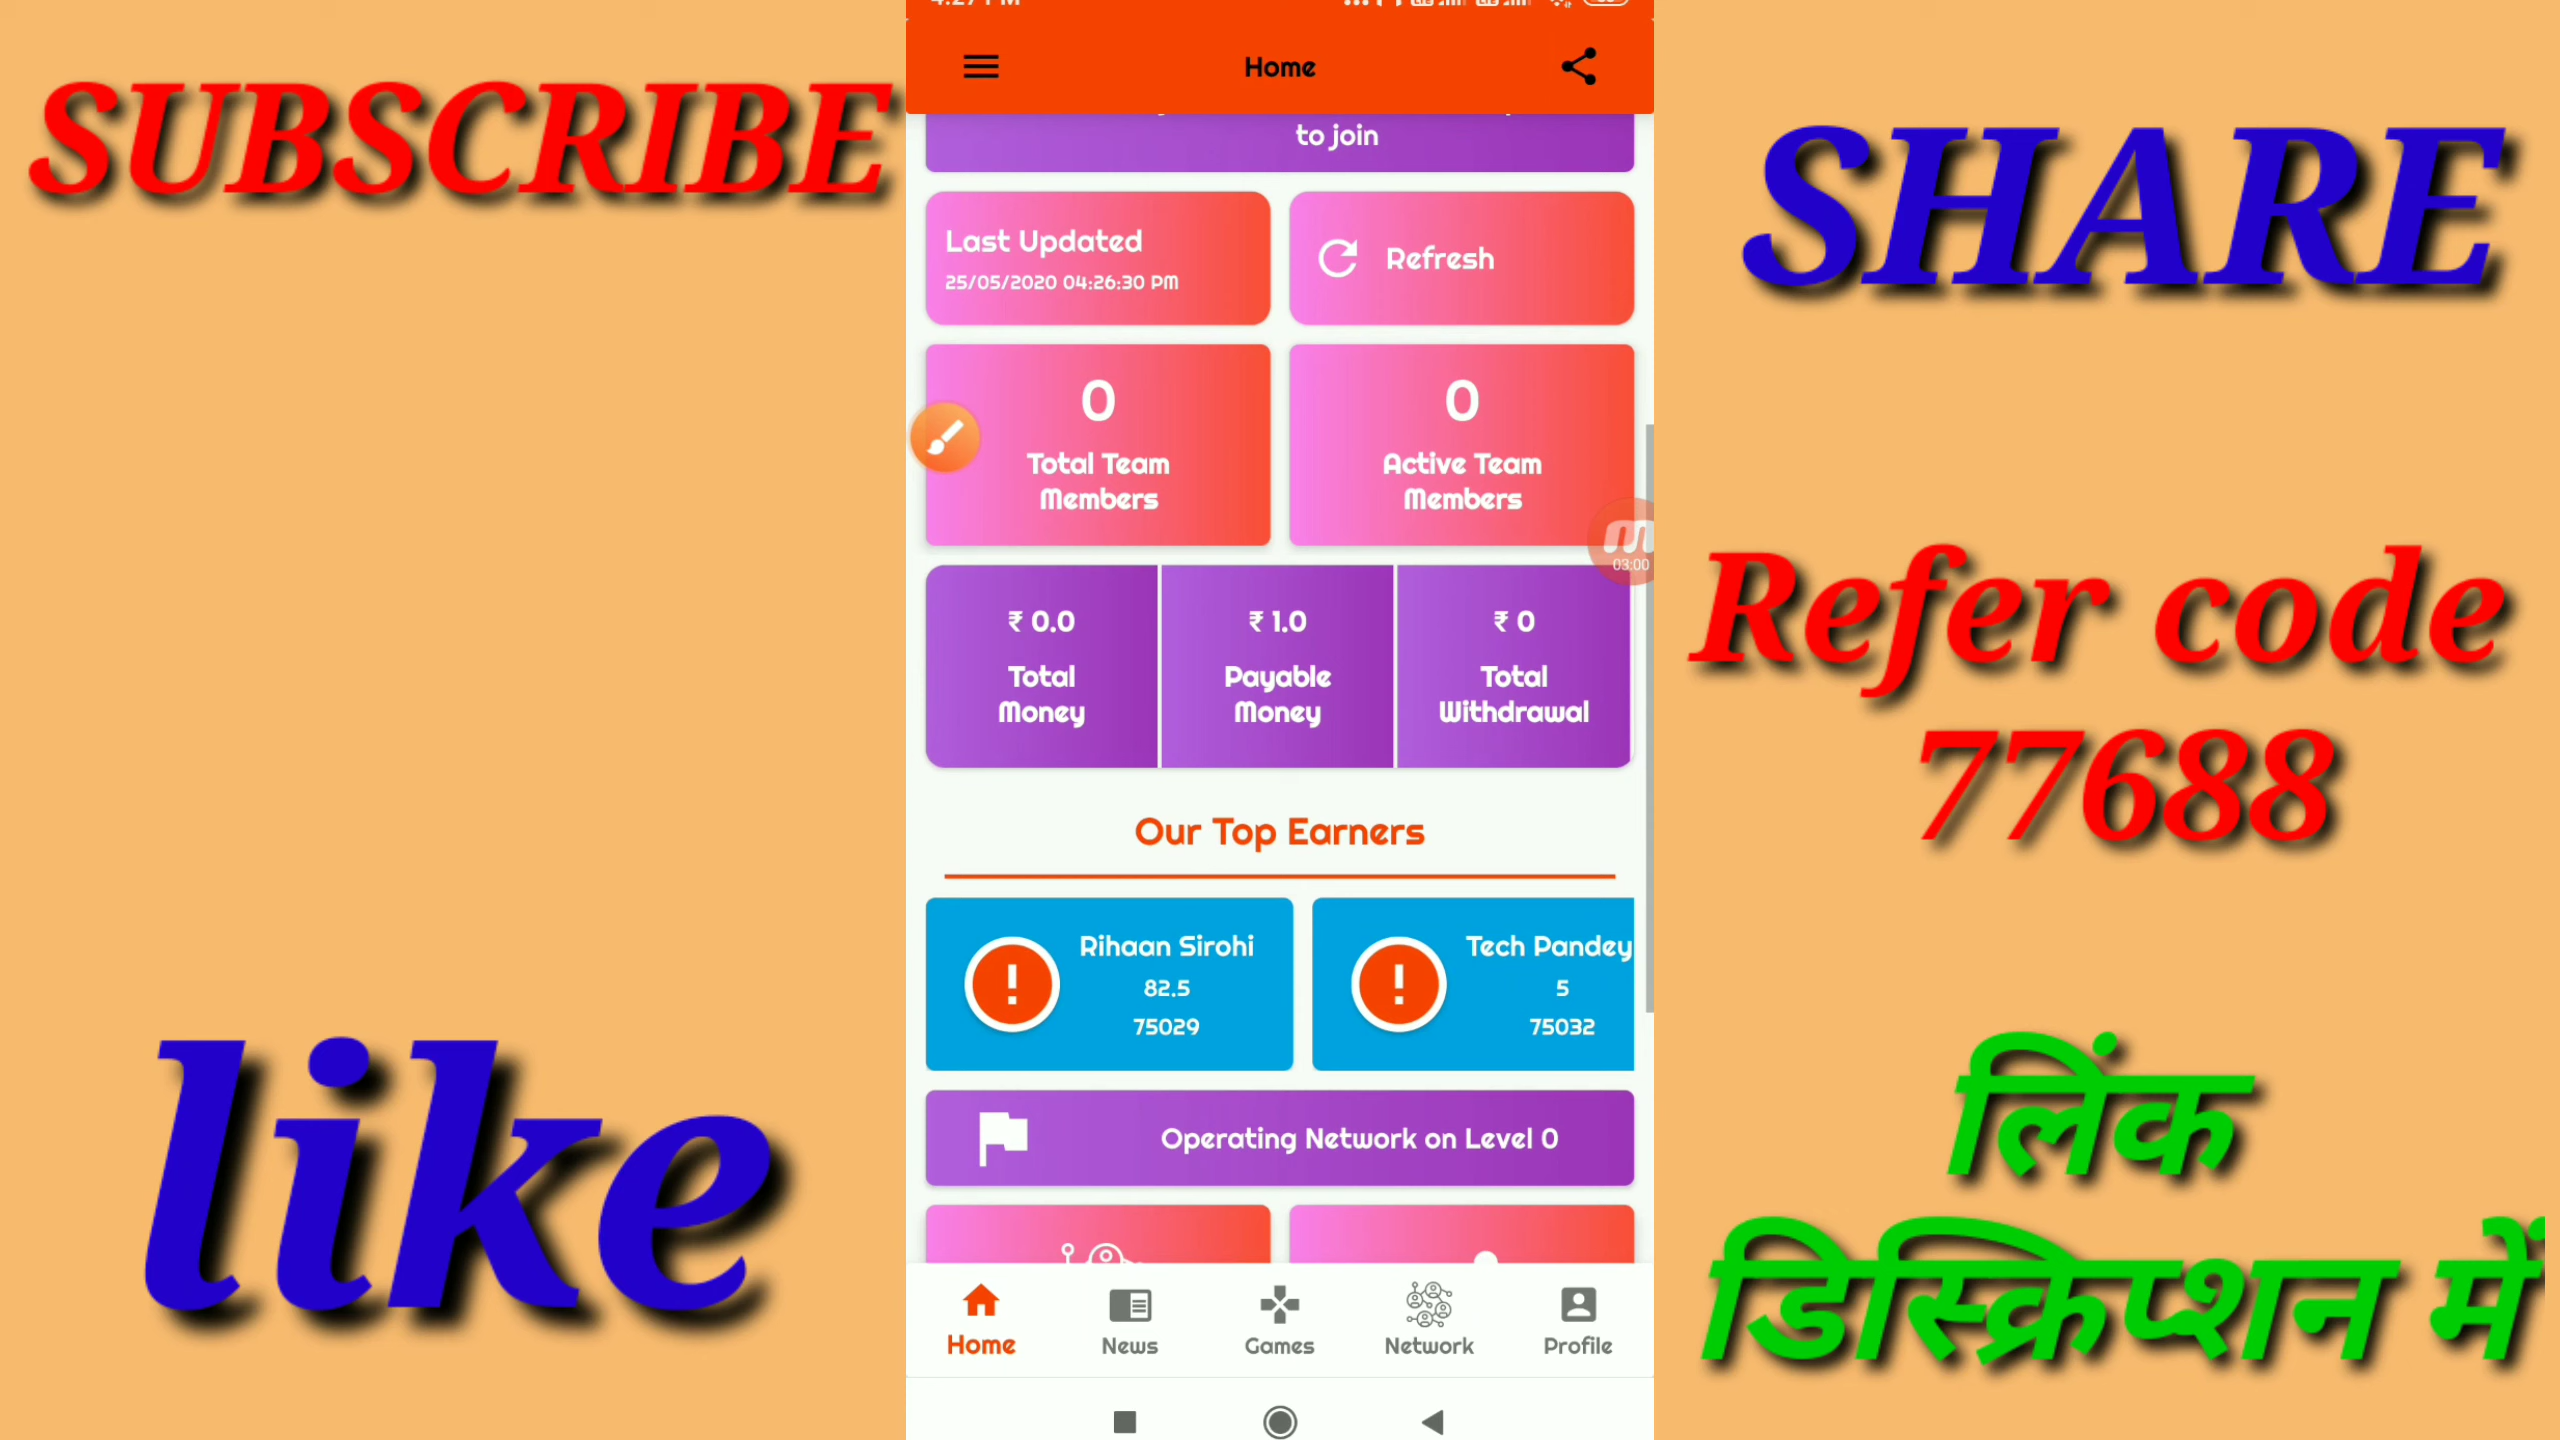 SUBSCRIBE
like
Home
to join
Last Updated
25/05/2020 04:26:30 PM
Refresh
0
Total Team
Members
0
Active Team
Members
03:00
₹ 0.0
Total
Money
₹ 1.0
Payable
Money
₹ 0
Total
Withdrawal
Our Top Earners
Rihaan Sirohi
82.5
75029
Tech Pandey
5
75032
Operating Network on Level 0
Home
News
Games
Network
Profile
SHARE
Refer code
77688
लिंक
डिस्क्रिप्शन में